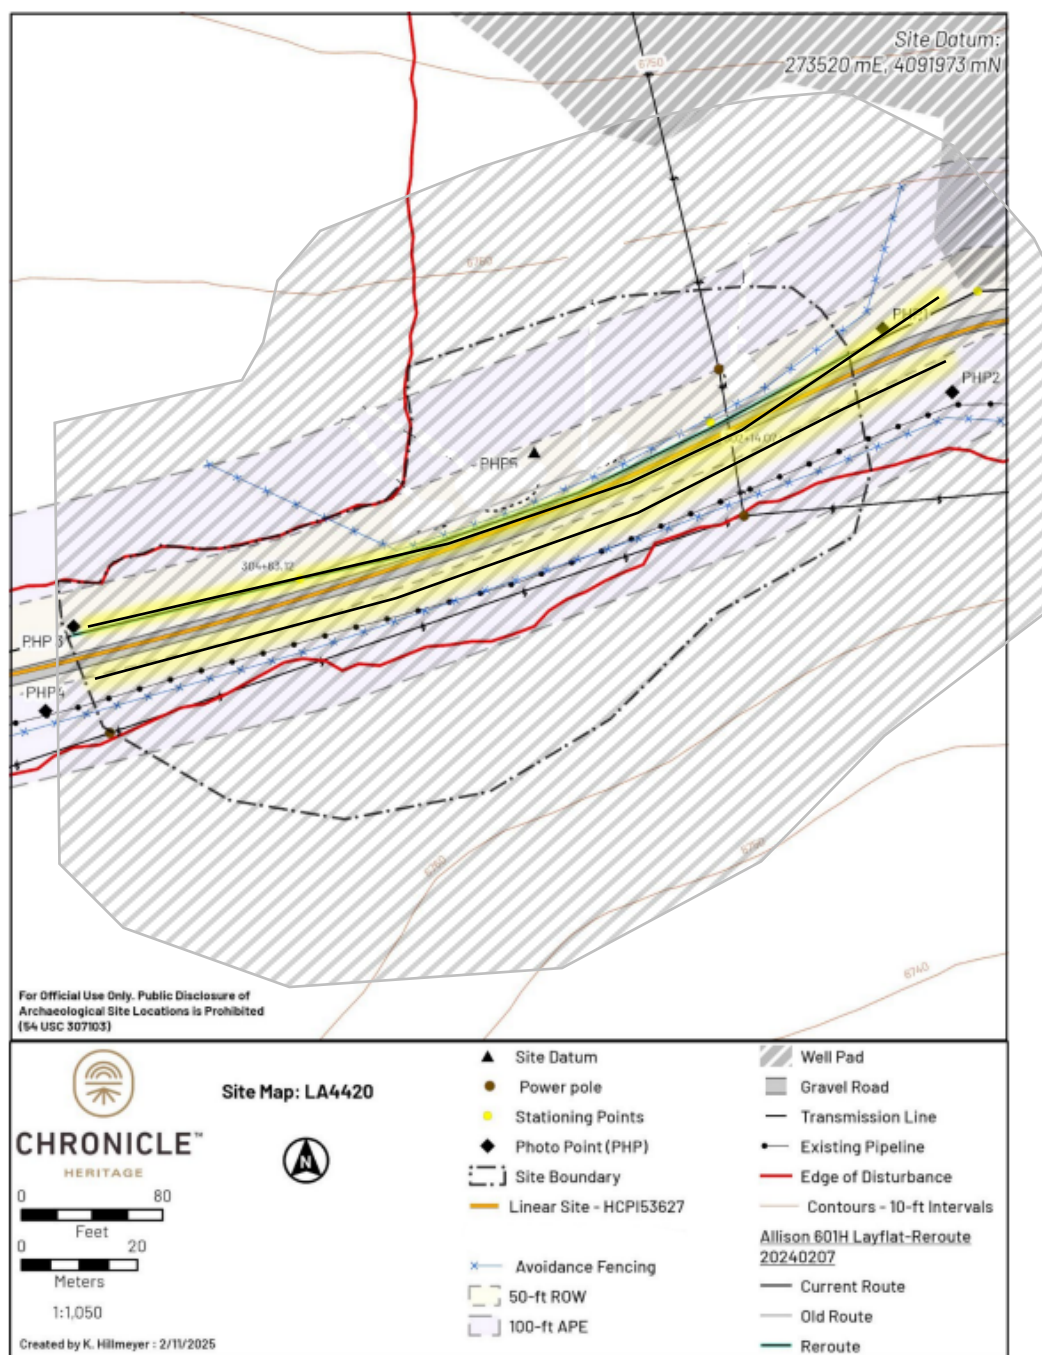 Site Datum:
273520 mE, 4091973 mN
6750
6760
PHP2
- PHP5
304+63.12
PHP 3
- PHP4
6750
6750
6740
For Official Use Only. Public Disclosure of
Archaeological Site Locations is Prohibited
(54 USC 307103)
CHRONICLE™
HERITAGE
Site Map: LA4420
N
0 80
Feet
0 20
Meters
1:1,050
Created by K. Hillmeyer : 2/11/2025
Site Datum
Power pole
Stationing Points
Photo Point (PHP)
Site Boundary
Linear Site - HCPI53627
Avoidance Fencing
50-ft ROW
100-ft APE
Well Pad
Gravel Road
Transmission Line
Existing Pipeline
Edge of Disturbance
Contours - 10-ft Intervals
Allison 601H Layflat-Reroute
20240207
Current Route
Old Route
Reroute